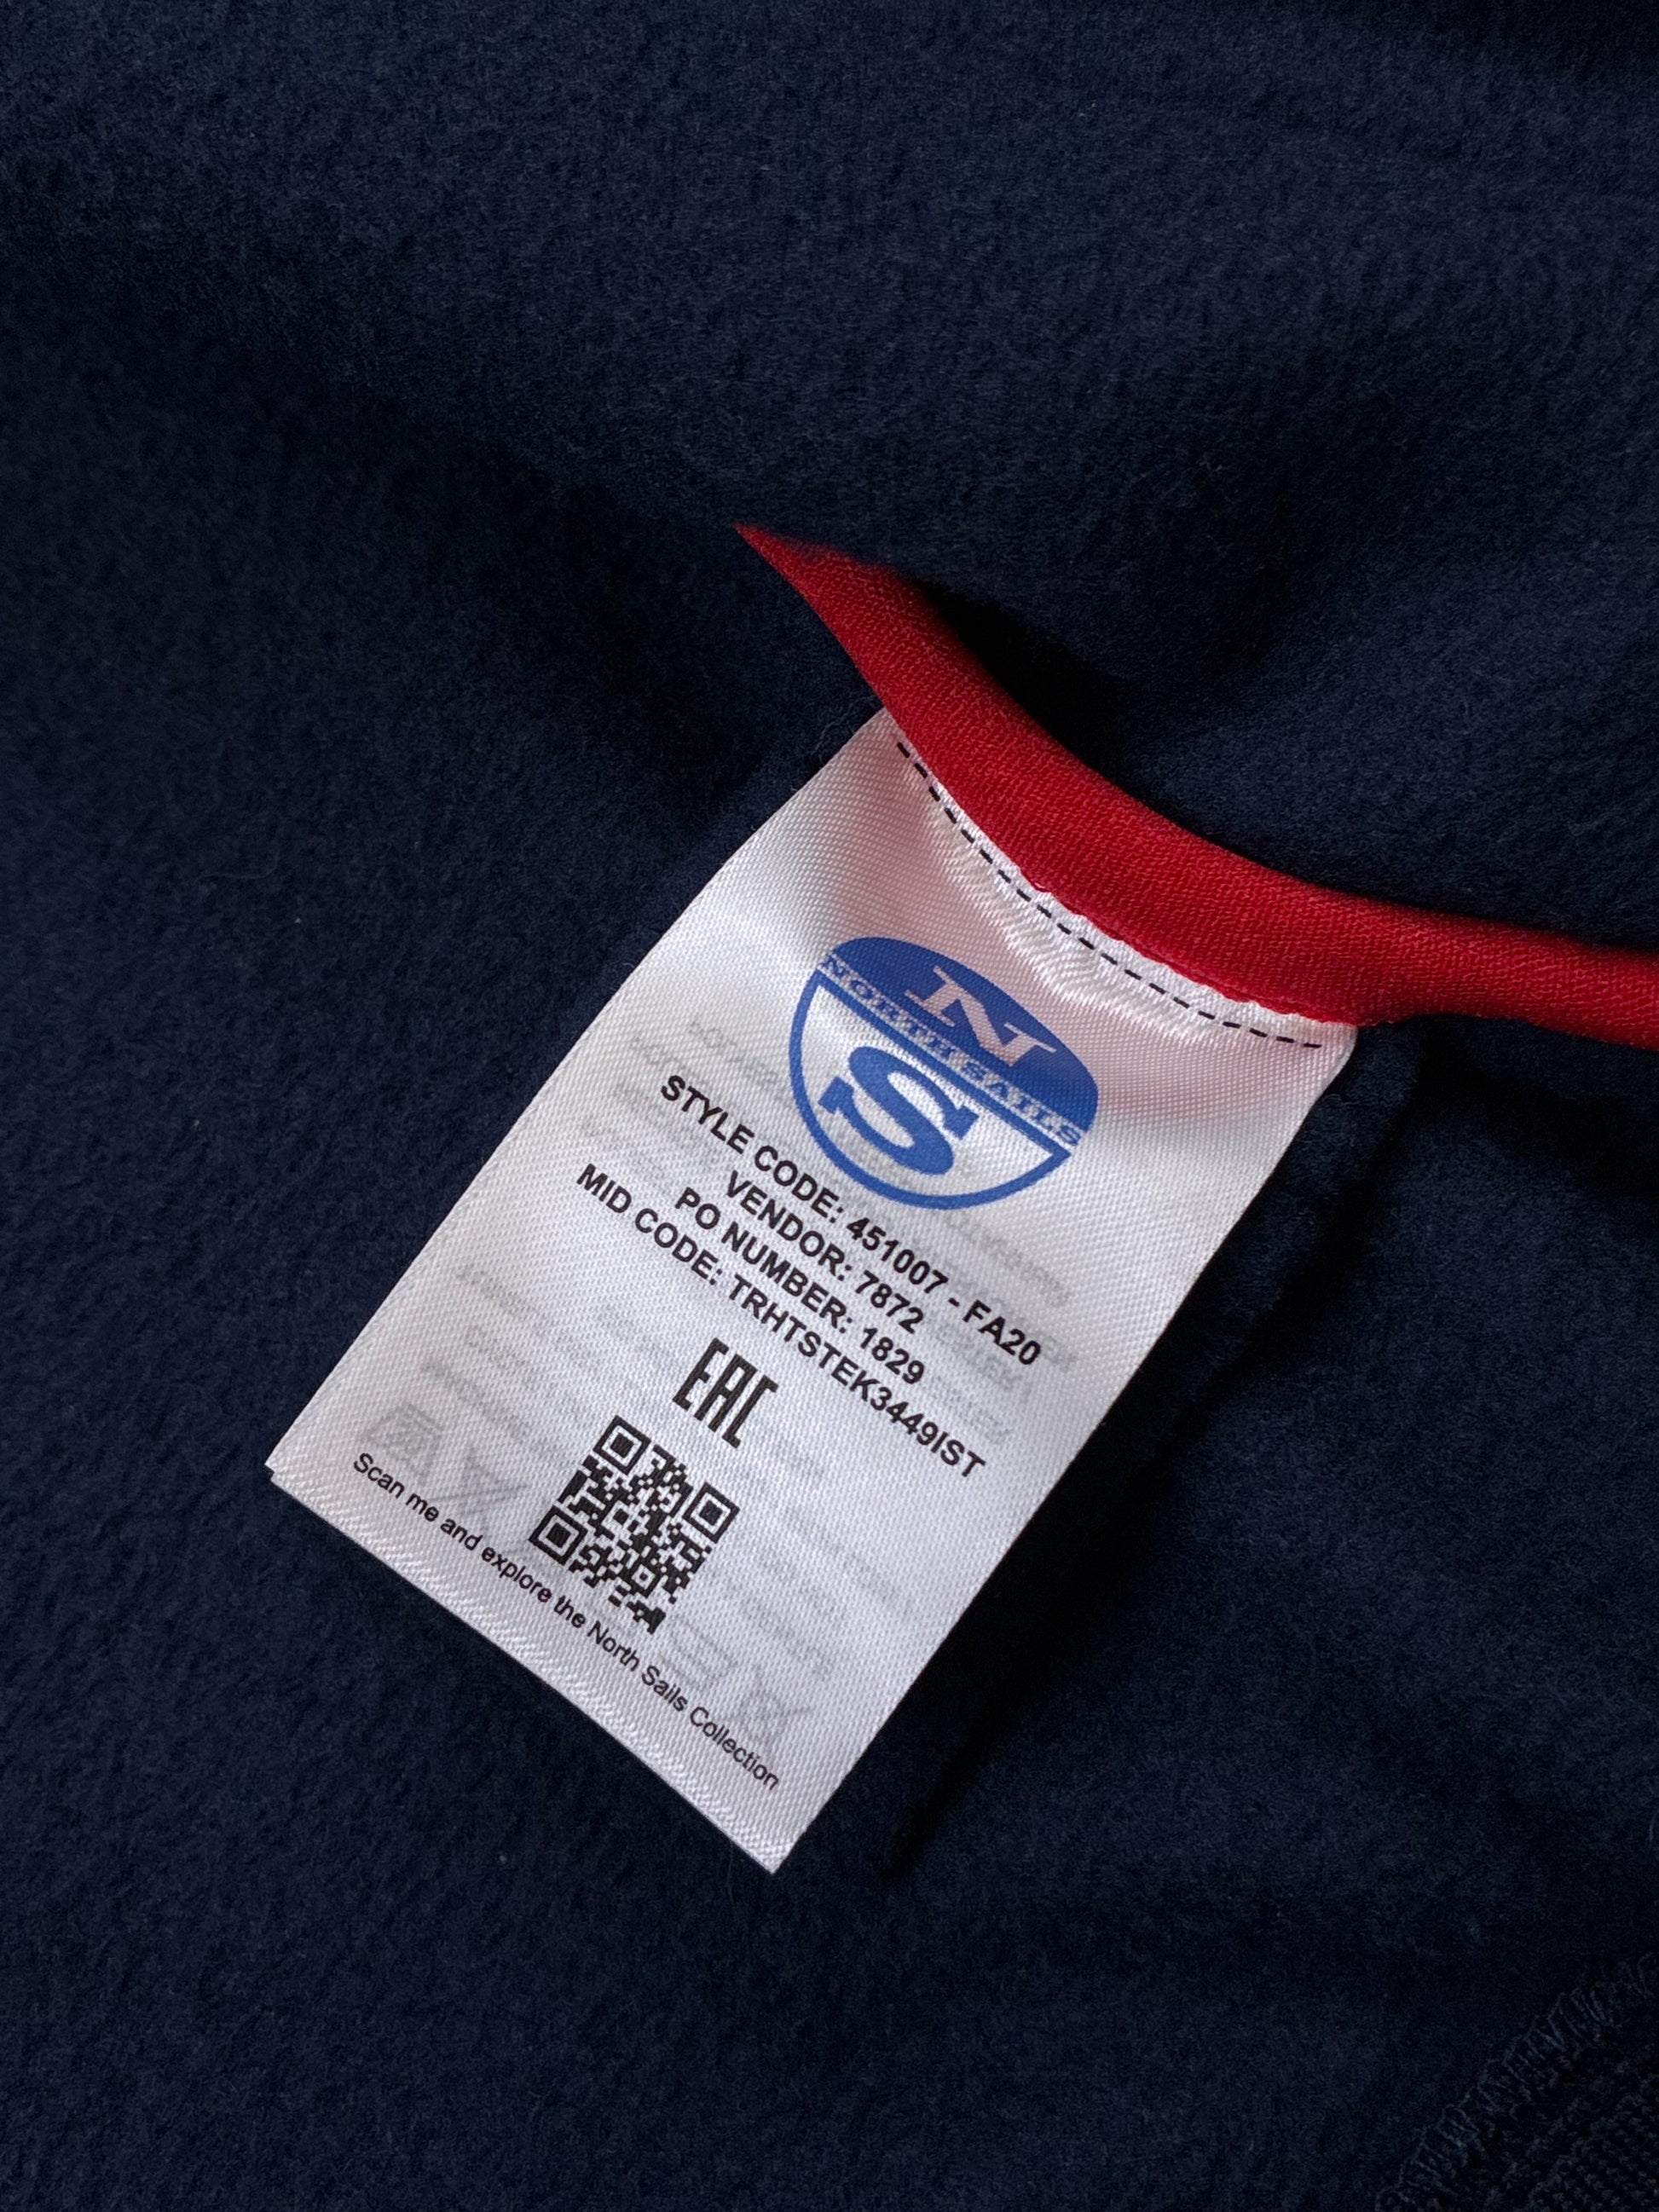 N
NORTH SAILS
S
STYLE CODE: 451007 - FA20
VENDOR: 7872
PO NUMBER: 1829
MID CODE: TRHTSTEK3449IST
EAC
Scan me and explore the North Sails Collection